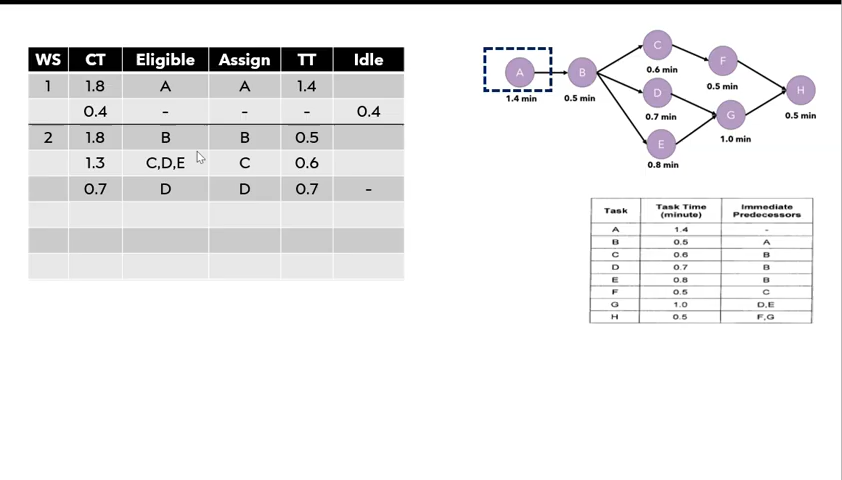 WS CT Eligible Assign TT Idle
1 1.8 A A 1.4
0.4 - - - 0.4
2 1.8 B B 0.5
1.3 C,D,E C 0.6
0.7 D D 0.7 -
A
1.4 min
B
0.5 min
C
0.6 min
F
0.5 min
D
0.7 min
G
1.0 min
E
0.8 min
H
0.5 min
Task Task Time (minute) Immediate Predecessors
A 1.4 -
B 0.5 A
C 0.6 B
D 0.7 B
E 0.8 B
F 0.5 C
G 1.0 D,E
H 0.5 F,G